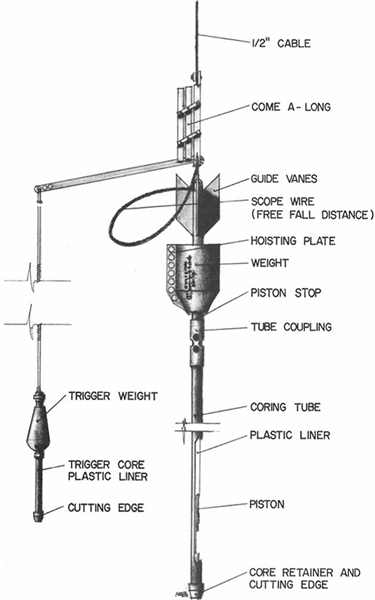 1/2" CABLE
COME A-LONG
GUIDE VANES
SCOPE WIRE
(FREE FALL DISTANCE)
HOISTING PLATE
WEIGHT
PISTON STOP
TUBE COUPLING
TRIGGER WEIGHT
CORING TUBE
PLASTIC LINER
TRIGGER CORE
PLASTIC LINER
CUTTING EDGE
PISTON
CORE RETAINER AND
CUTTING EDGE